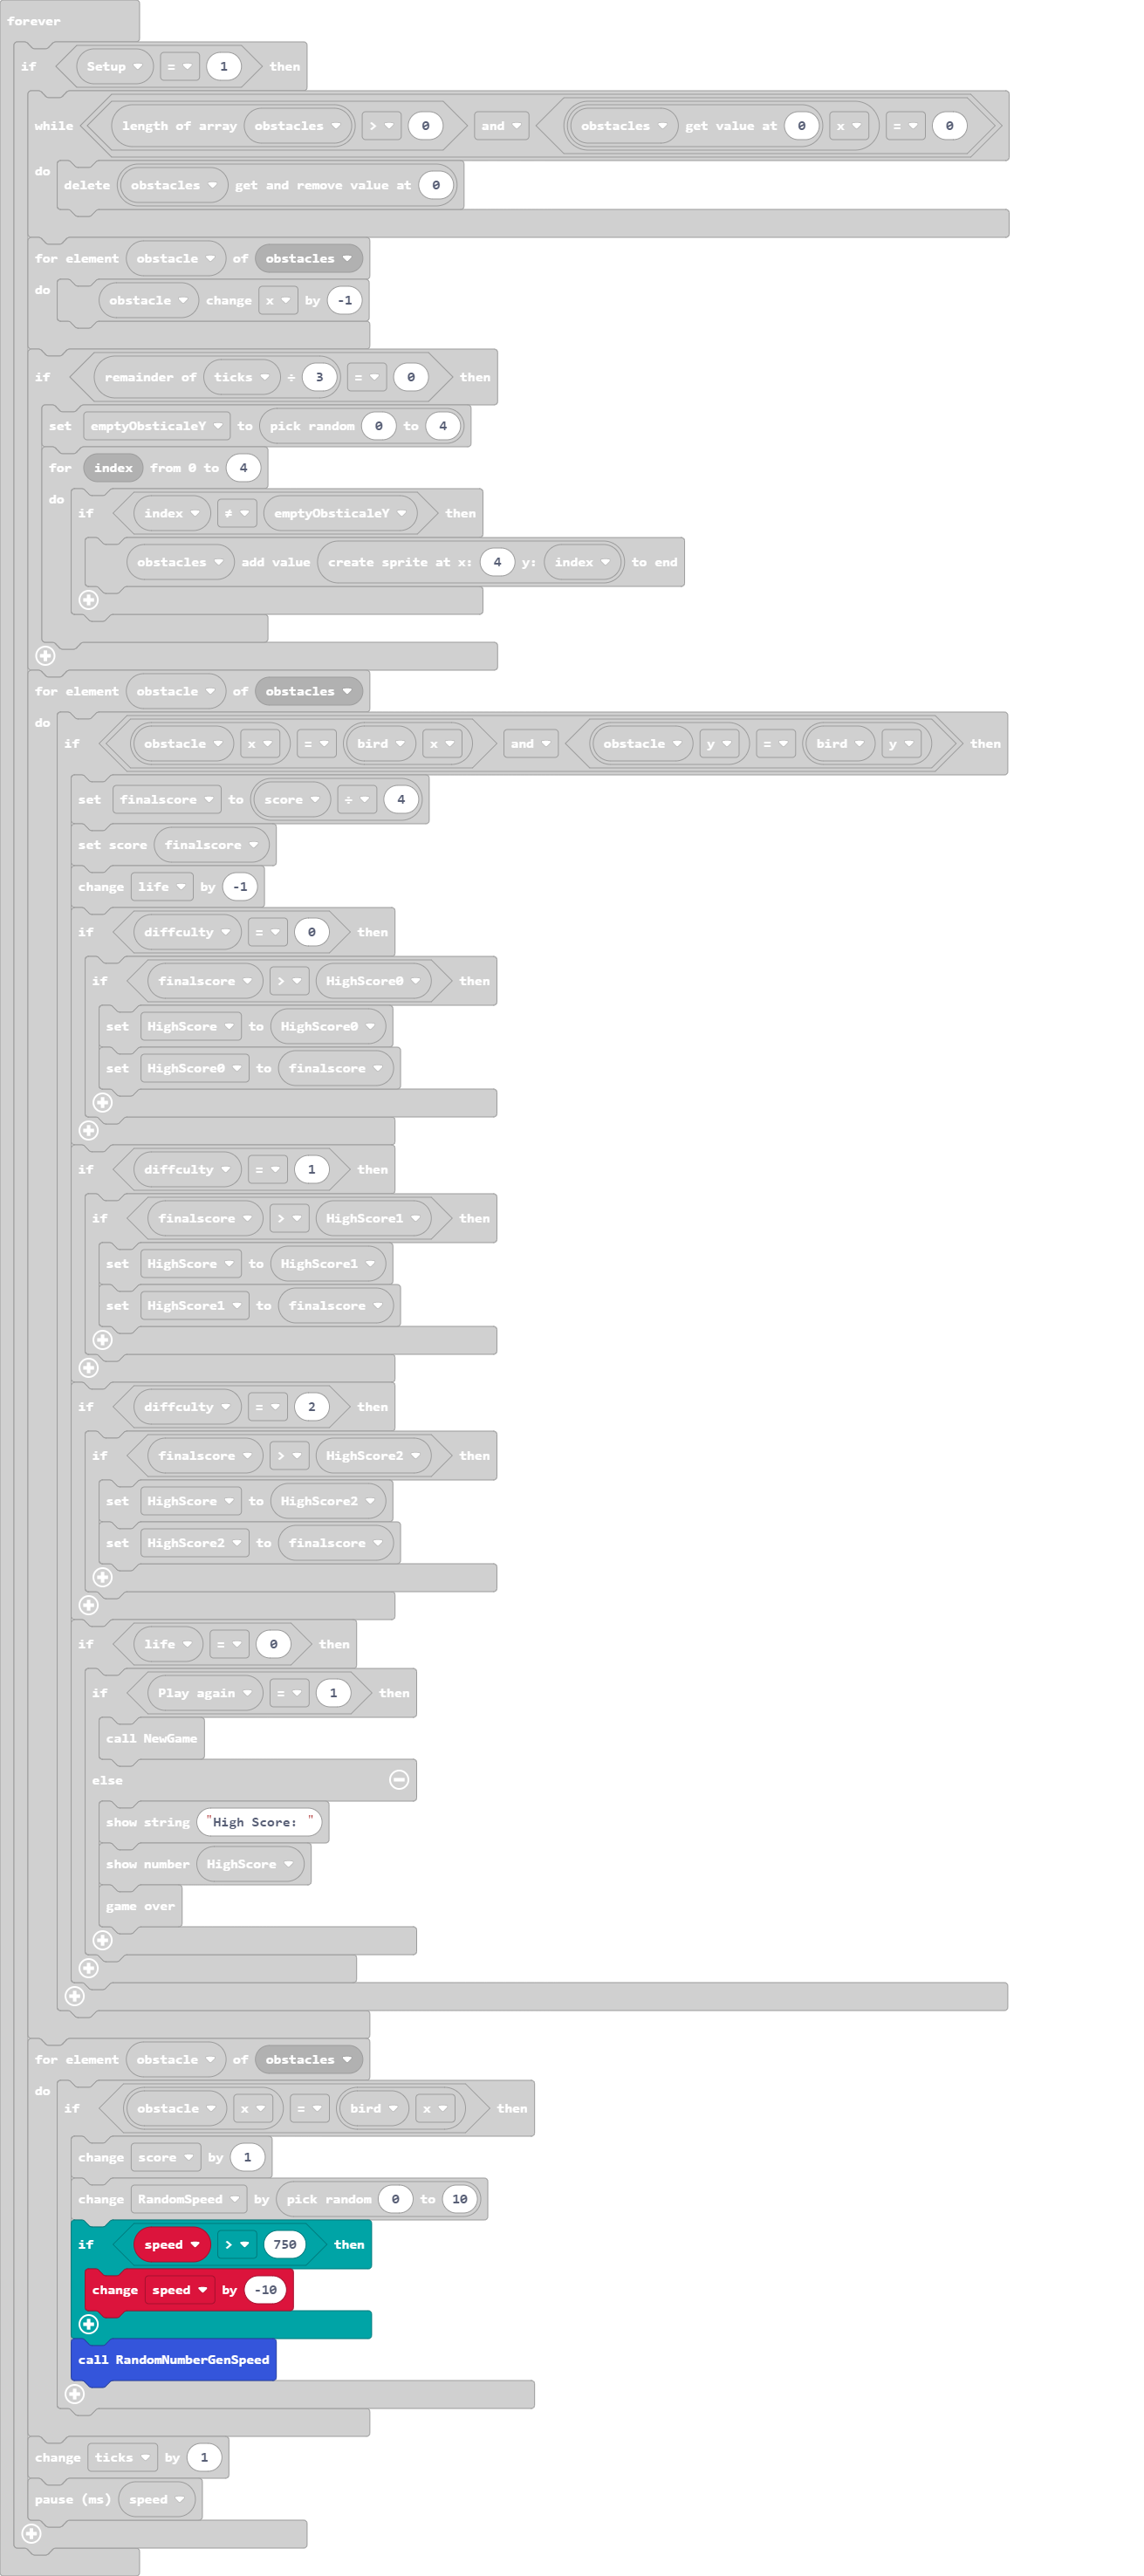 forever
if Setup = 1 then
while length of array obstacles > 0 and obstacles get value at 0 x = 0
do delete obstacles get and remove value at 0
for element obstacle of obstacles
do obstacle change x by -1
if remainder of ticks ÷ 3 = 0 then
set emptyObsticaleY to pick random 0 to 4
for index from 0 to 4
do if index ≠ emptyObsticaleY then
obstacles add value create sprite at x: 4 y: index to end
for element obstacle of obstacles
do if obstacle x = bird x and obstacle y = bird y then
set finalscore to score ÷ 4
set score finalscore
change life by -1
if diffculty = 0 then
if finalscore > HighScore0 then
set HighScore to HighScore0
set HighScore0 to finalscore
if diffculty = 1 then
if finalscore > HighScore1 then
set HighScore to HighScore1
set HighScore1 to finalscore
if diffculty = 2 then
if finalscore > HighScore2 then
set HighScore to HighScore2
set HighScore2 to finalscore
if life = 0 then
if Play again = 1 then
call NewGame
else
show string "High Score: "
show number HighScore
game over
for element obstacle of obstacles
do if obstacle x = bird x then
change score by 1
change RandomSpeed by pick random 0 to 10
if speed > 750 then
change speed by -10
call RandomNumberGenSpeed
change ticks by 1
pause (ms) speed